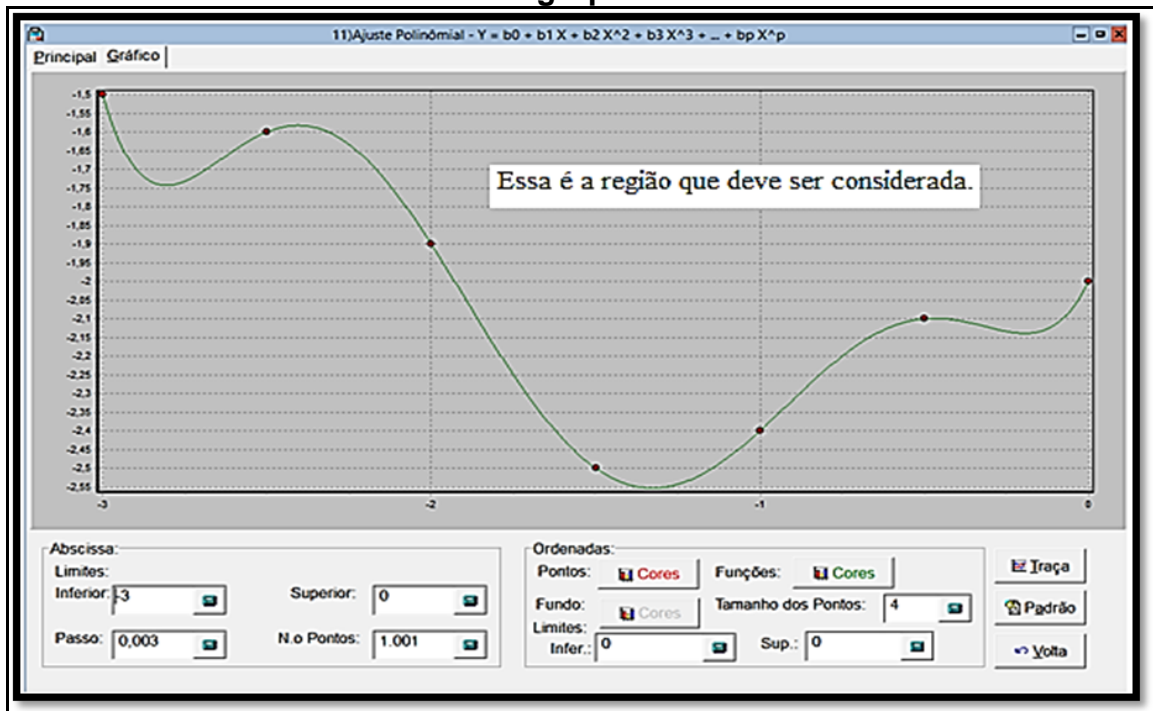 11)Ajuste Polinômial - Y = b0 + b1 X + b2 X^2 + b3 X^3 + ... + bp X^p
Principal Gráfico
-1,5
-1,55
-1,6
-1,65
-1,7
-1,75
-1,8
-1,85
-1,9
-1,95
-2
-2,05
-2,1
-2,15
-2,2
-2,25
-2,3
-2,35
-2,4
-2,45
-2,5
-2,55
Essa é a região que deve ser considerada.
-3 -2 -1 0
Abscissa:
Limites:
Inferior: -3 Superior: 0
Passo: 0,003 N.o Pontos: 1.001
Ordenadas:
Pontos: Cores Funções: Cores
Fundo: Cores Tamanho dos Pontos: 4
Limites:
Infer.: 0 Sup.: 0
Traça
Padrão
Volta